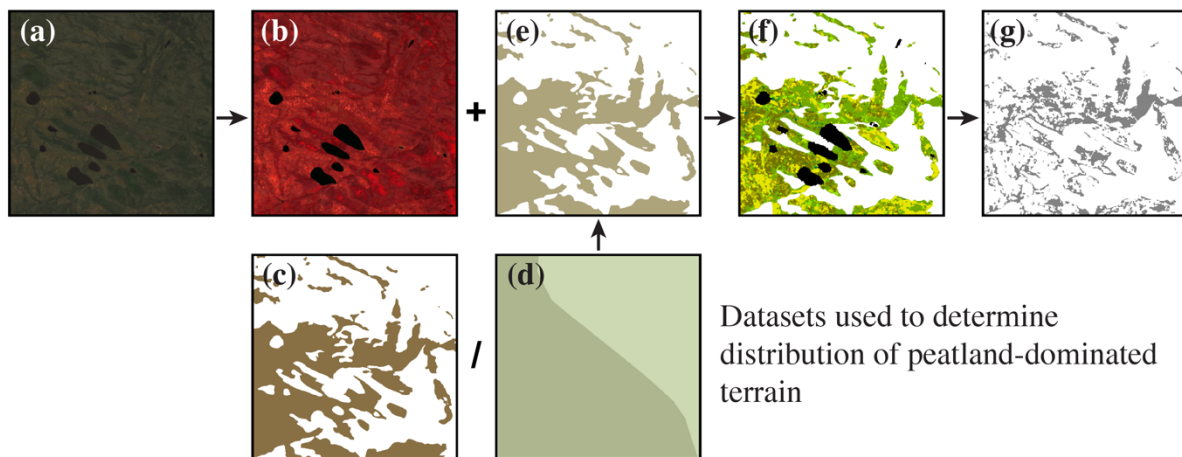 (a)
(b)
+
(e)
(f)
(g)
(c)
/
(d)
Datasets used to determine
distribution of peatland-dominated
terrain